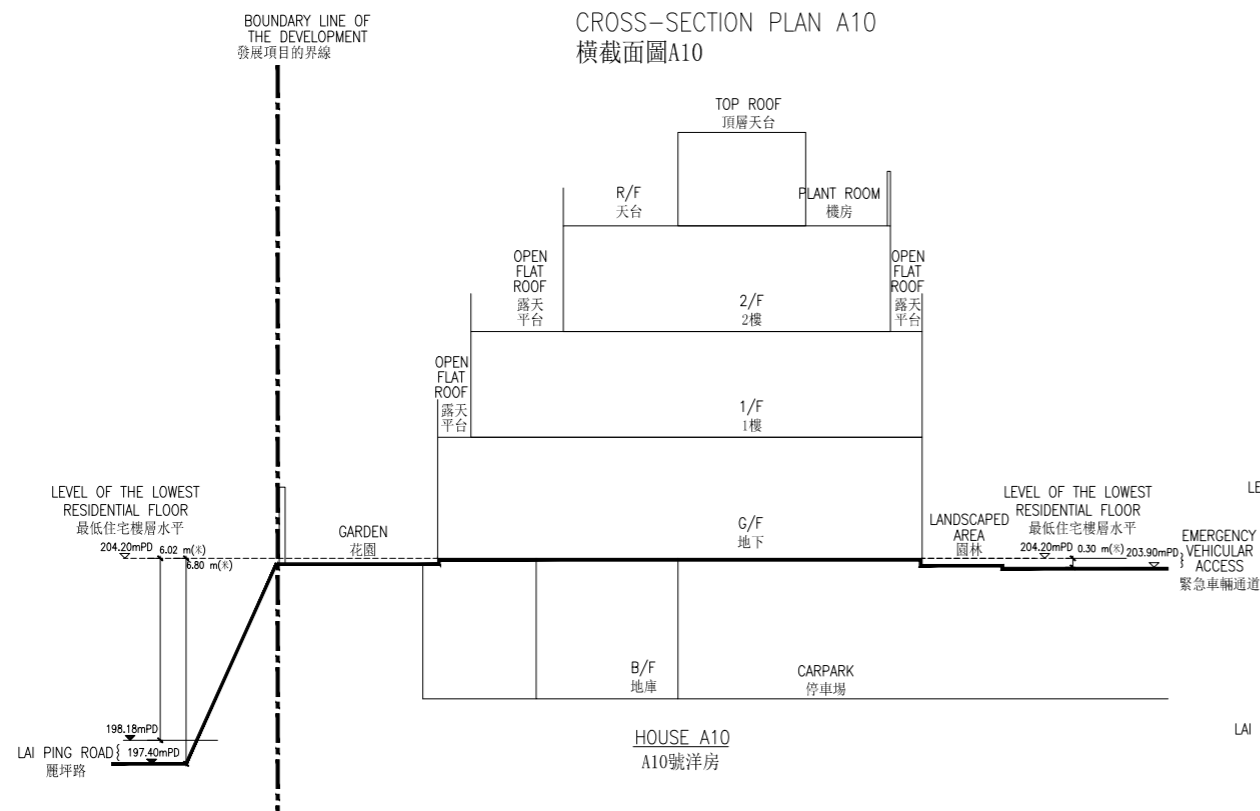 BOUNDARY LINE OF
THE DEVELOPMENT
發展項目的界線
CROSS-SECTION PLAN A10
橫截面圖A10
TOP ROOF
頂層天台
R/F
天台
PLANT ROOM
機房
OPEN
FLAT
ROOF
露天
平台
2/F
2樓
OPEN
FLAT
ROOF
露天
平台
OPEN
FLAT
ROOF
露天
平台
1/F
1樓
LEVEL OF THE LOWEST
RESIDENTIAL FLOOR
最低住宅樓層水平
204.20mPD
6.02 m(米)
6.80 m(米)
GARDEN
花園
G/F
地下
LANDSCAPED
AREA
園林
LEVEL OF THE LOWEST
RESIDENTIAL FLOOR
最低住宅樓層水平
204.20mPD
0.30 m(米)
203.90mPD
EMERGENCY
VEHICULAR
ACCESS
緊急車輛通道
LE
B/F
地庫
CARPARK
停車場
198.18mPD
LAI PING ROAD
麗坪路
197.40mPD
HOUSE A10
A10號洋房
LAI